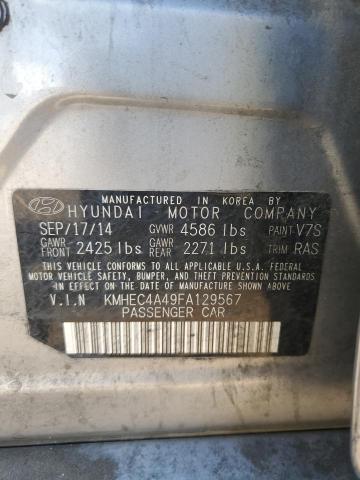 MANUFACTURED IN KOREA BY
HYUNDAI MOTOR COMPANY
SEP/17/14 GVWR 4586 lbs PAINT V7S
GAWR FRONT 2425 lbs GAWR REAR 2271 lbs TRIM RAS
THIS VEHICLE CONFORMS TO ALL APPLICABLE U.S.A. FEDERAL
MOTOR VEHICLE SAFETY, BUMPER, AND THEFT PREVENTION STANDARDS
IN EFFECT ON THE DATE OF MANUFACTURE SHOWN ABOVE.
V.I.N KMHEC4A49FA129567
PASSENGER CAR